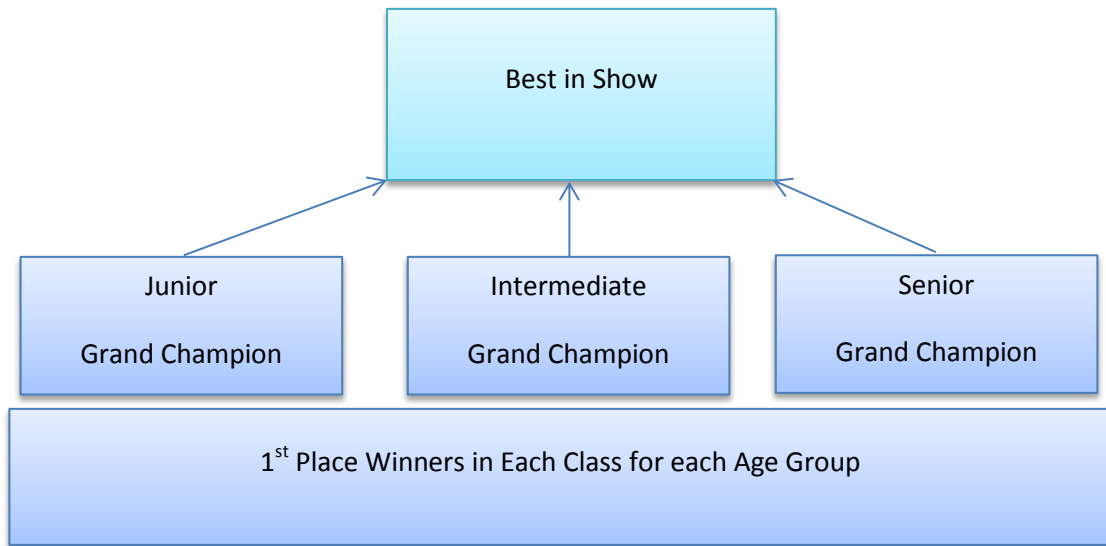 Best in Show
Junior
Grand Champion
Intermediate
Grand Champion
Senior
Grand Champion
1st Place Winners in Each Class for each Age Group